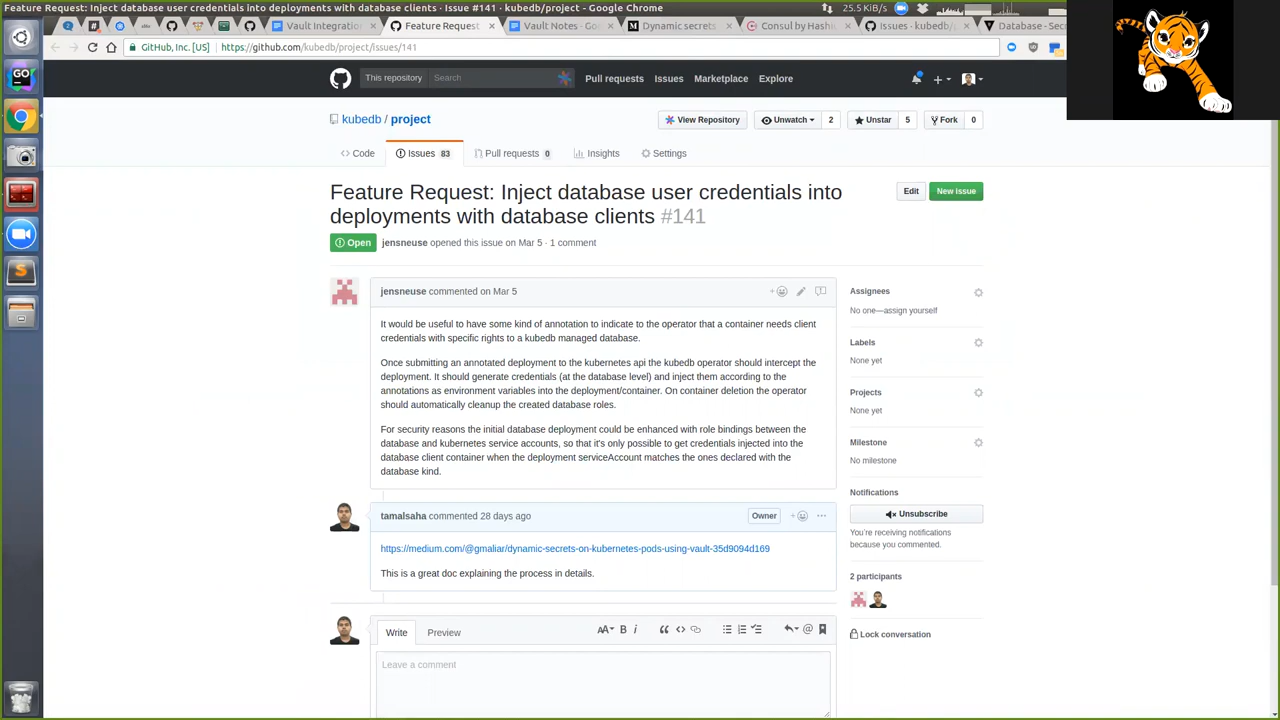 Feature Request: Inject database user credentials into deployments with database clients · Issue #141 · kubedb/project - Google Chrome
25.5 KiB/s
Vault Integration
Feature Request
Vault Notes - Goo
Dynamic secrets
Consul by Hashi
Issues · kubedb/
Database - Sec
GitHub, Inc. [US]
https://github.com/kubedb/project/issues/141
This repository
Search
Pull requests
Issues
Marketplace
Explore
kubedb / project
View Repository
Unwatch
2
Unstar
5
Fork
0
Code
Issues 83
Pull requests 0
Insights
Settings
Feature Request: Inject database user credentials into
deployments with database clients #141
Edit
New issue
Open
jensneuse opened this issue on Mar 5 · 1 comment
jensneuse commented on Mar 5
It would be useful to have some kind of annotation to indicate to the operator that a container needs client
credentials with specific rights to a kubedb managed database.
Once submitting an annotated deployment to the kubernetes api the kubedb operator should intercept the
deployment. It should generate credentials (at the database level) and inject them according to the
annotations as environment variables into the deployment/container. On container deletion the operator
should automatically cleanup the created database roles.
For security reasons the initial database deployment could be enhanced with role bindings between the
database and kubernetes service accounts, so that it's only possible to get credentials injected into the
database client container when the deployment serviceAccount matches the ones declared with the
database kind.
tamalsaha commented 28 days ago
Owner
https://medium.com/@gmaliar/dynamic-secrets-on-kubernetes-pods-using-vault-35d9094d169
This is a great doc explaining the process in details.
Write
Preview
AA
B
i
@
Leave a comment
Assignees
No one—assign yourself
Labels
None yet
Projects
None yet
Milestone
No milestone
Notifications
Unsubscribe
You're receiving notifications
because you commented.
2 participants
Lock conversation